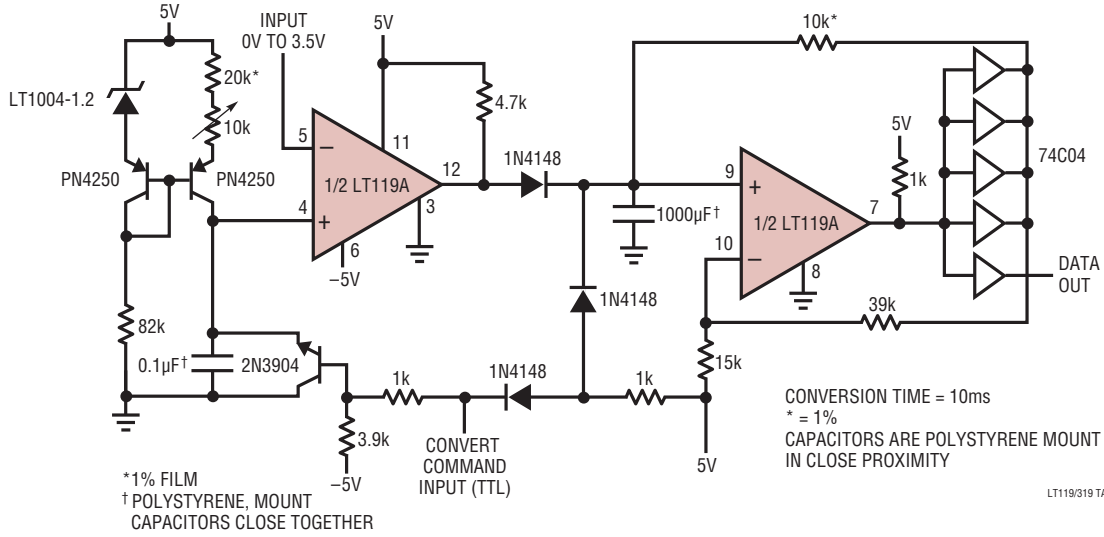 5V
INPUT
0V TO 3.5V
5V
10k*
LT1004-1.2
20k*
10k
4.7k
5
11
1/2 LT119A
12
4
3
6
–5V
PN4250
PN4250
1N4148
1000µF†
5V
1k
74C04
9
1/2 LT119A
7
10
8
DATA
OUT
1N4148
39k
82k
0.1µF†
2N3904
15k
1k
1N4148
1k
3.9k
–5V
CONVERT
COMMAND
INPUT (TTL)
5V
CONVERSION TIME = 10ms
* = 1%
CAPACITORS ARE POLYSTYRENE MOUNT
IN CLOSE PROXIMITY
*1% FILM
†POLYSTYRENE, MOUNT
CAPACITORS CLOSE TOGETHER
LT119/319 TA